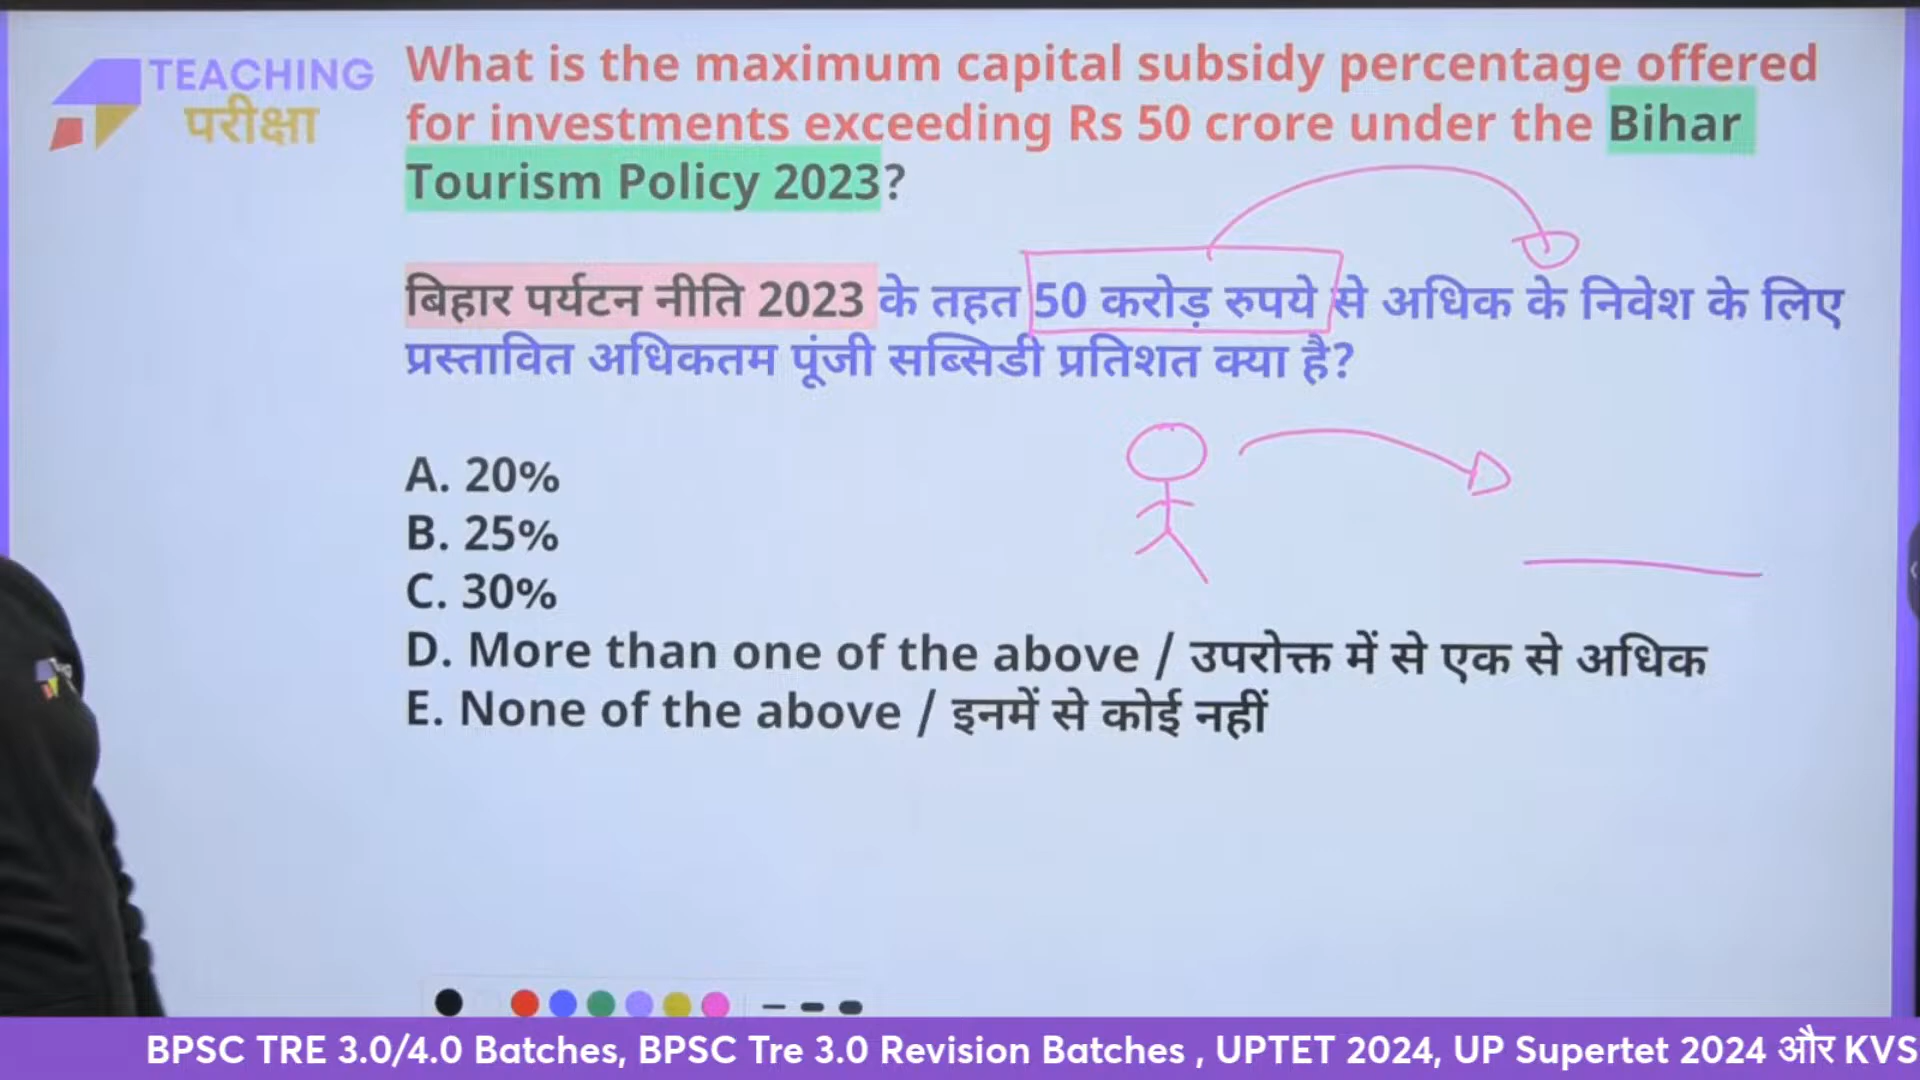 TEACHING
परीक्षा
What is the maximum capital subsidy percentage offered
for investments exceeding Rs 50 crore under the Bihar
Tourism Policy 2023?
बिहार पर्यटन नीति 2023 के तहत 50 करोड़ रुपये से अधिक के निवेश के लिए
प्रस्तावित अधिकतम पूंजी सब्सिडी प्रतिशत क्या है?
A. 20%
B. 25%
C. 30%
D. More than one of the above / उपरोक्त में से एक से अधिक
E. None of the above / इनमें से कोई नहीं
BPSC TRE 3.0/4.0 Batches, BPSC Tre 3.0 Revision Batches , UPTET 2024, UP Supertet 2024 और KVS